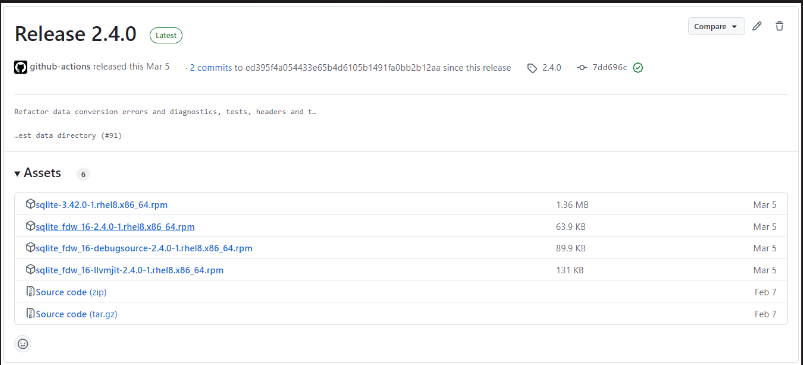 Release 2.4.0 Latest Compare
github-actions released this Mar 5 · 2 commits to ed395f4a054433e65b4d6105b1491fa0bb2b12aa since this release 2.4.0 7dd696c
Refactor data conversion errors and diagnostics, tests, headers and t…
…est data directory (#91)
Assets 6
sqlite-3.42.0-1.rhel8.x86_64.rpm 1.36 MB Mar 5
sqlite_fdw_16-2.4.0-1.rhel8.x86_64.rpm 63.9 KB Mar 5
sqlite_fdw_16-debugsource-2.4.0-1.rhel8.x86_64.rpm 89.9 KB Mar 5
sqlite_fdw_16-llvmjit-2.4.0-1.rhel8.x86_64.rpm 131 KB Mar 5
Source code (zip) Feb 7
Source code (tar.gz) Feb 7